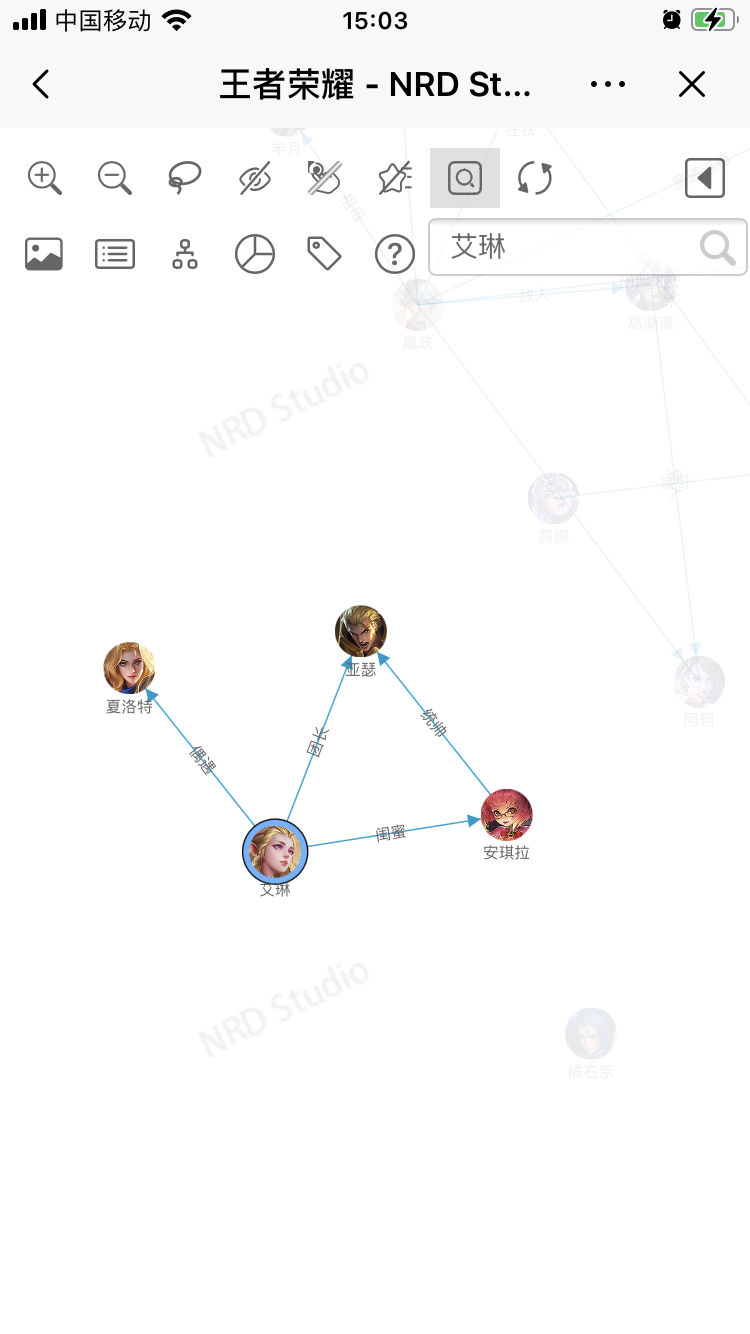 中国移动
15:03
王者荣耀 - NRD St...
狂铁
芈月
祖母
艾琳
敌人
高渐离
嬴政
NRD Studio
露娜
亚瑟
夏洛特
阿轲
团长
统帅
偶遇
闺蜜
安琪拉
艾琳
NRD Studio
橘右京